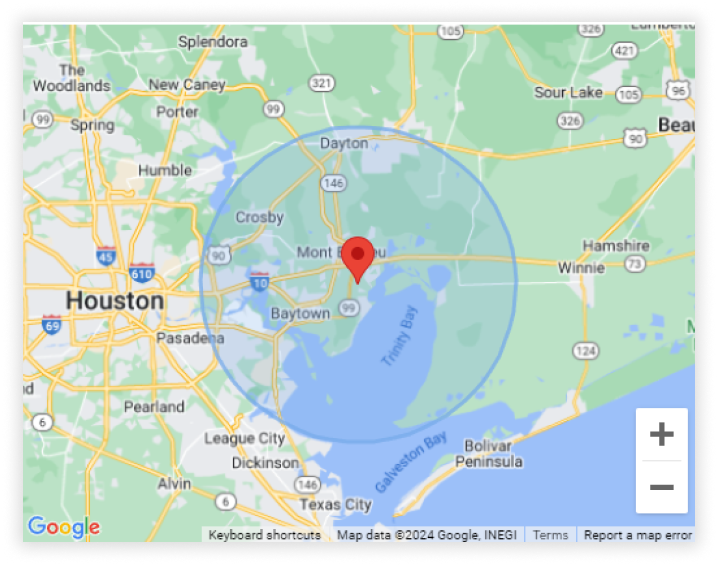 Splendora
105
326
421
The
Woodlands
New Caney
321
Sour Lake
105
96
99
Porter
99
326
Spring
90
Dayton
Humble
146
Crosby
Mont
Hamshire
45
90
610
10
Winnie
73
Houston
99
Baytown
69
Trinity Bay
Pasadena
124
Pearland
6
League City
Galveston Bay
Bolivar
Peninsula
Dickinson
Alvin
146
6
Texas City
+
−
Google
Keyboard shortcuts
Map data ©2024 Google, INEGI
Terms
Report a map error